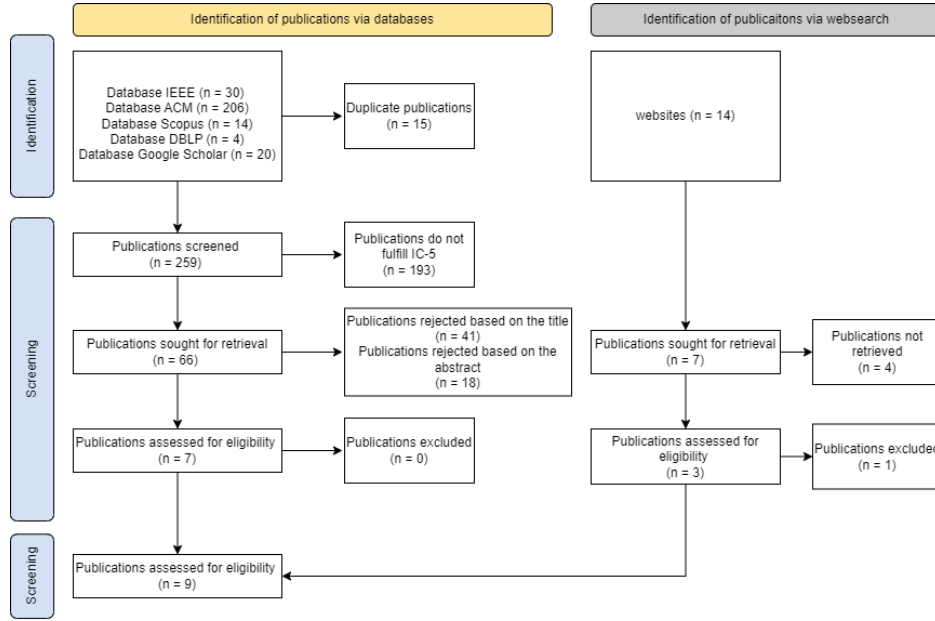 Identification of publications via databases
Identification of publicaitons via websearch
Identification
Database IEEE (n = 30)
Database ACM (n = 206)
Database Scopus (n = 14)
Database DBLP (n = 4)
Database Google Scholar (n = 20)
Duplicate publications
(n = 15)
websites (n = 14)
Screening
Publications screened
(n = 259)
Publications do not
fulfill IC-5
(n = 193)
Publications sought for retrieval
(n = 66)
Publications rejected based on the title
(n = 41)
Publications rejected based on the
abstract
(n = 18)
Publications sought for retrieval
(n = 7)
Publications not
retrieved
(n = 4)
Publications assessed for eligibility
(n = 7)
Publications excluded
(n = 0)
Publications assessed for
eligibility
(n = 3)
Publications excluded
(n = 1)
Screening
Publications assessed for eligibility
(n = 9)